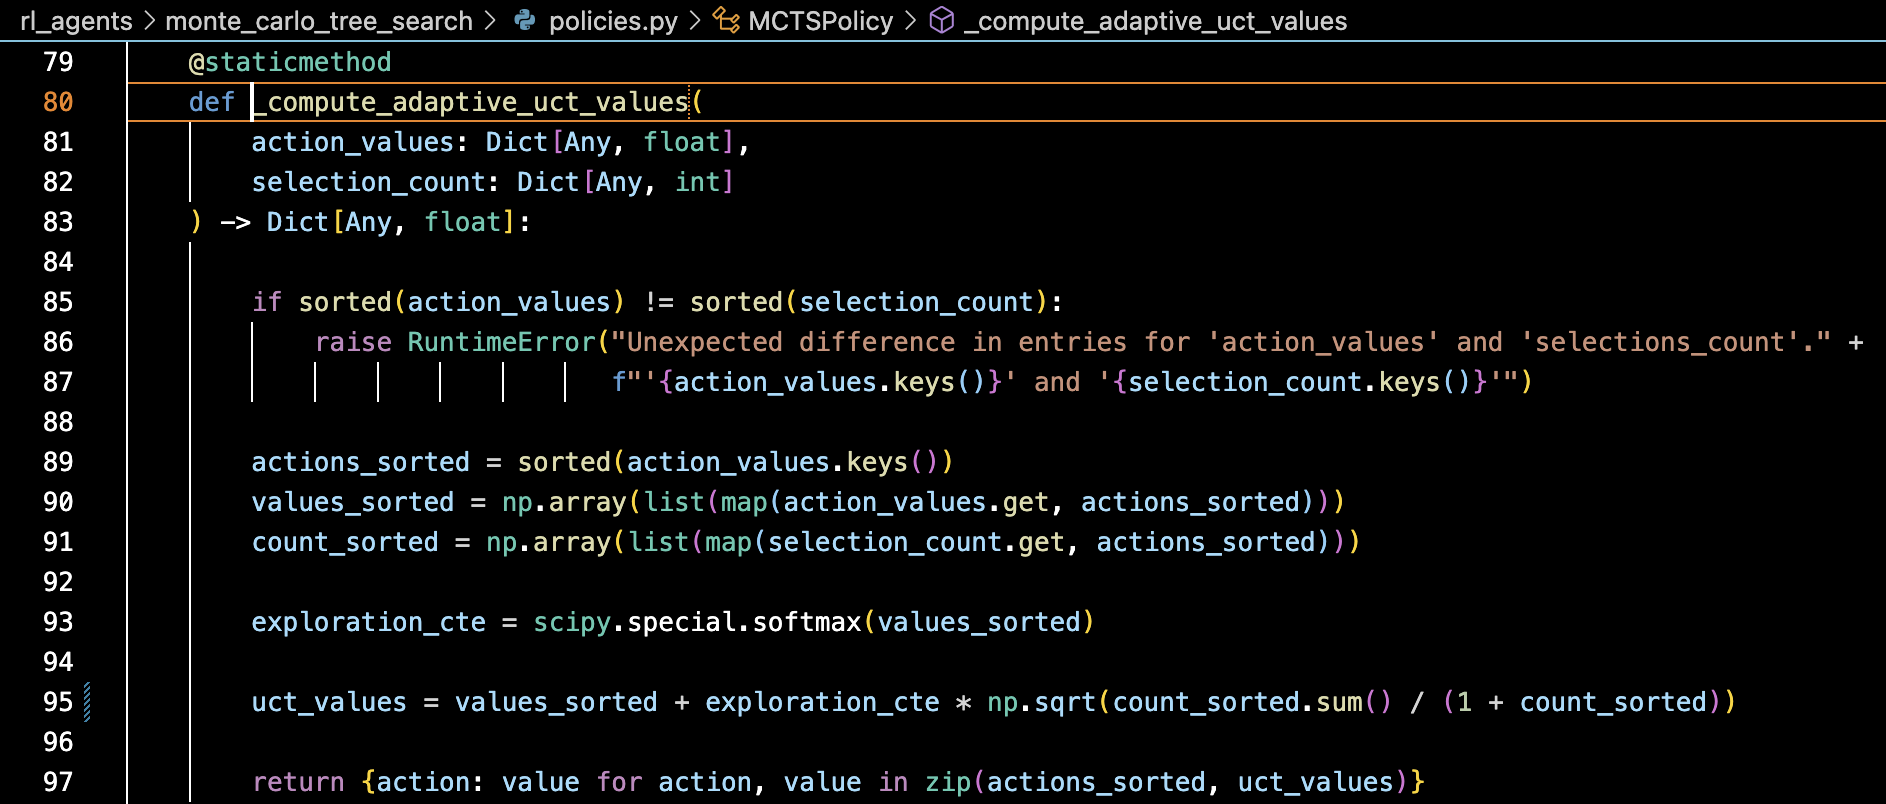 rl_agents > monte_carlo_tree_search > policies.py > MCTSPolicy > _compute_adaptive_uct_values
79 @staticmethod
80 def _compute_adaptive_uct_values(
81 action_values: Dict[Any, float],
82 selection_count: Dict[Any, int]
83 ) -> Dict[Any, float]:
84
85 if sorted(action_values) != sorted(selection_count):
86 raise RuntimeError("Unexpected difference in entries for 'action_values' and 'selections_count'." +
87 f"'{action_values.keys()}' and '{selection_count.keys()}'")
88
89 actions_sorted = sorted(action_values.keys())
90 values_sorted = np.array(list(map(action_values.get, actions_sorted)))
91 count_sorted = np.array(list(map(selection_count.get, actions_sorted)))
92
93 exploration_cte = scipy.special.softmax(values_sorted)
94
95 uct_values = values_sorted + exploration_cte * np.sqrt(count_sorted.sum() / (1 + count_sorted))
96
97 return {action: value for action, value in zip(actions_sorted, uct_values)}